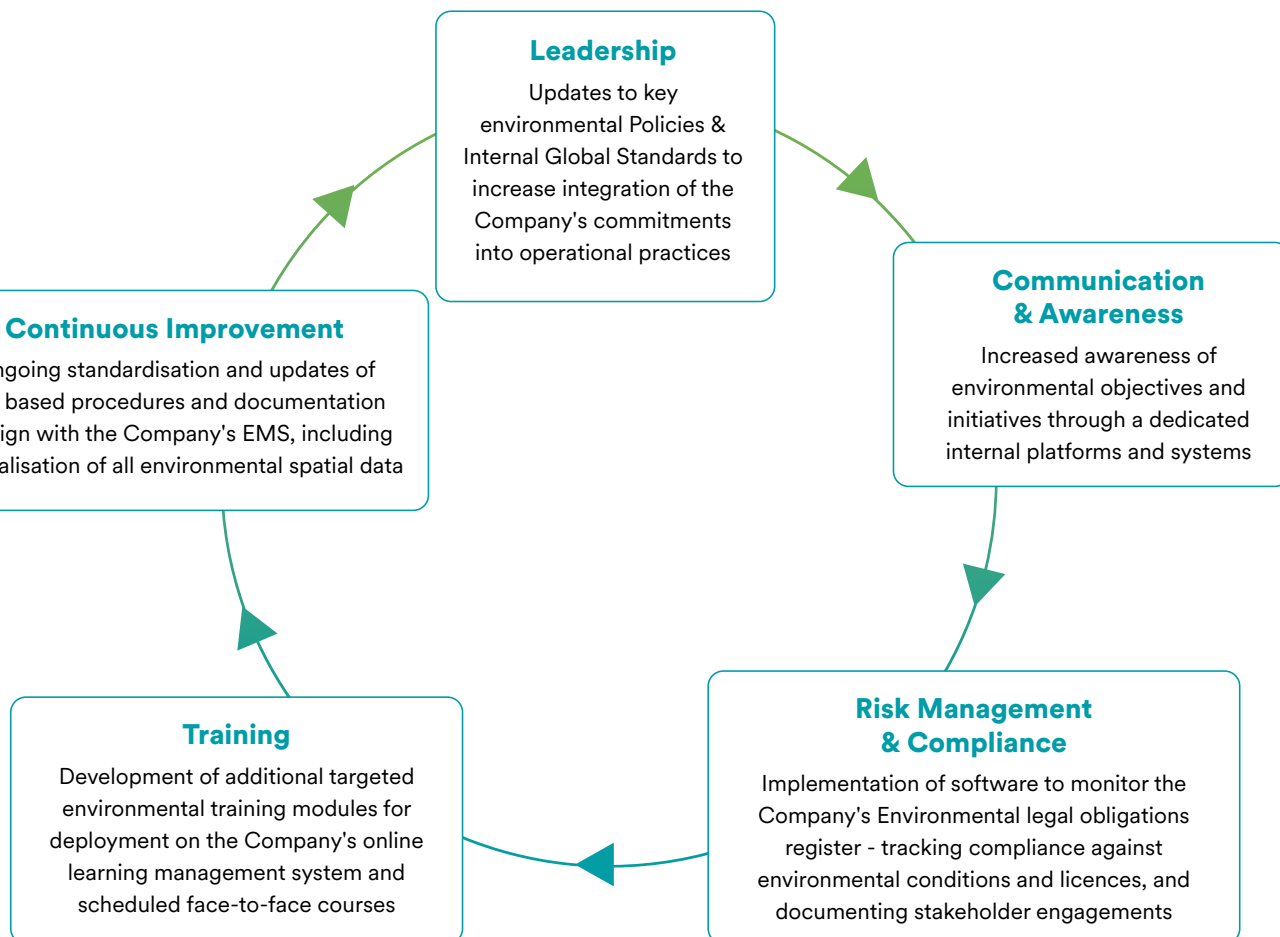 Leadership
Updates to key
environmental Policies &
Internal Global Standards to
increase integration of the
Company's commitments
into operational practices
Communication
& Awareness
Increased awareness of
environmental objectives and
initiatives through a dedicated
internal platforms and systems
Risk Management
& Compliance
Implementation of software to monitor the
Company's Environmental legal obligations
register - tracking compliance against
environmental conditions and licences, and
documenting stakeholder engagements
Training
Development of additional targeted
environmental training modules for
deployment on the Company's online
learning management system and
scheduled face-to-face courses
Continuous Improvement
standardisation and updates of
based procedures and documentation
with the Company's EMS, including
of all environmental spatial data